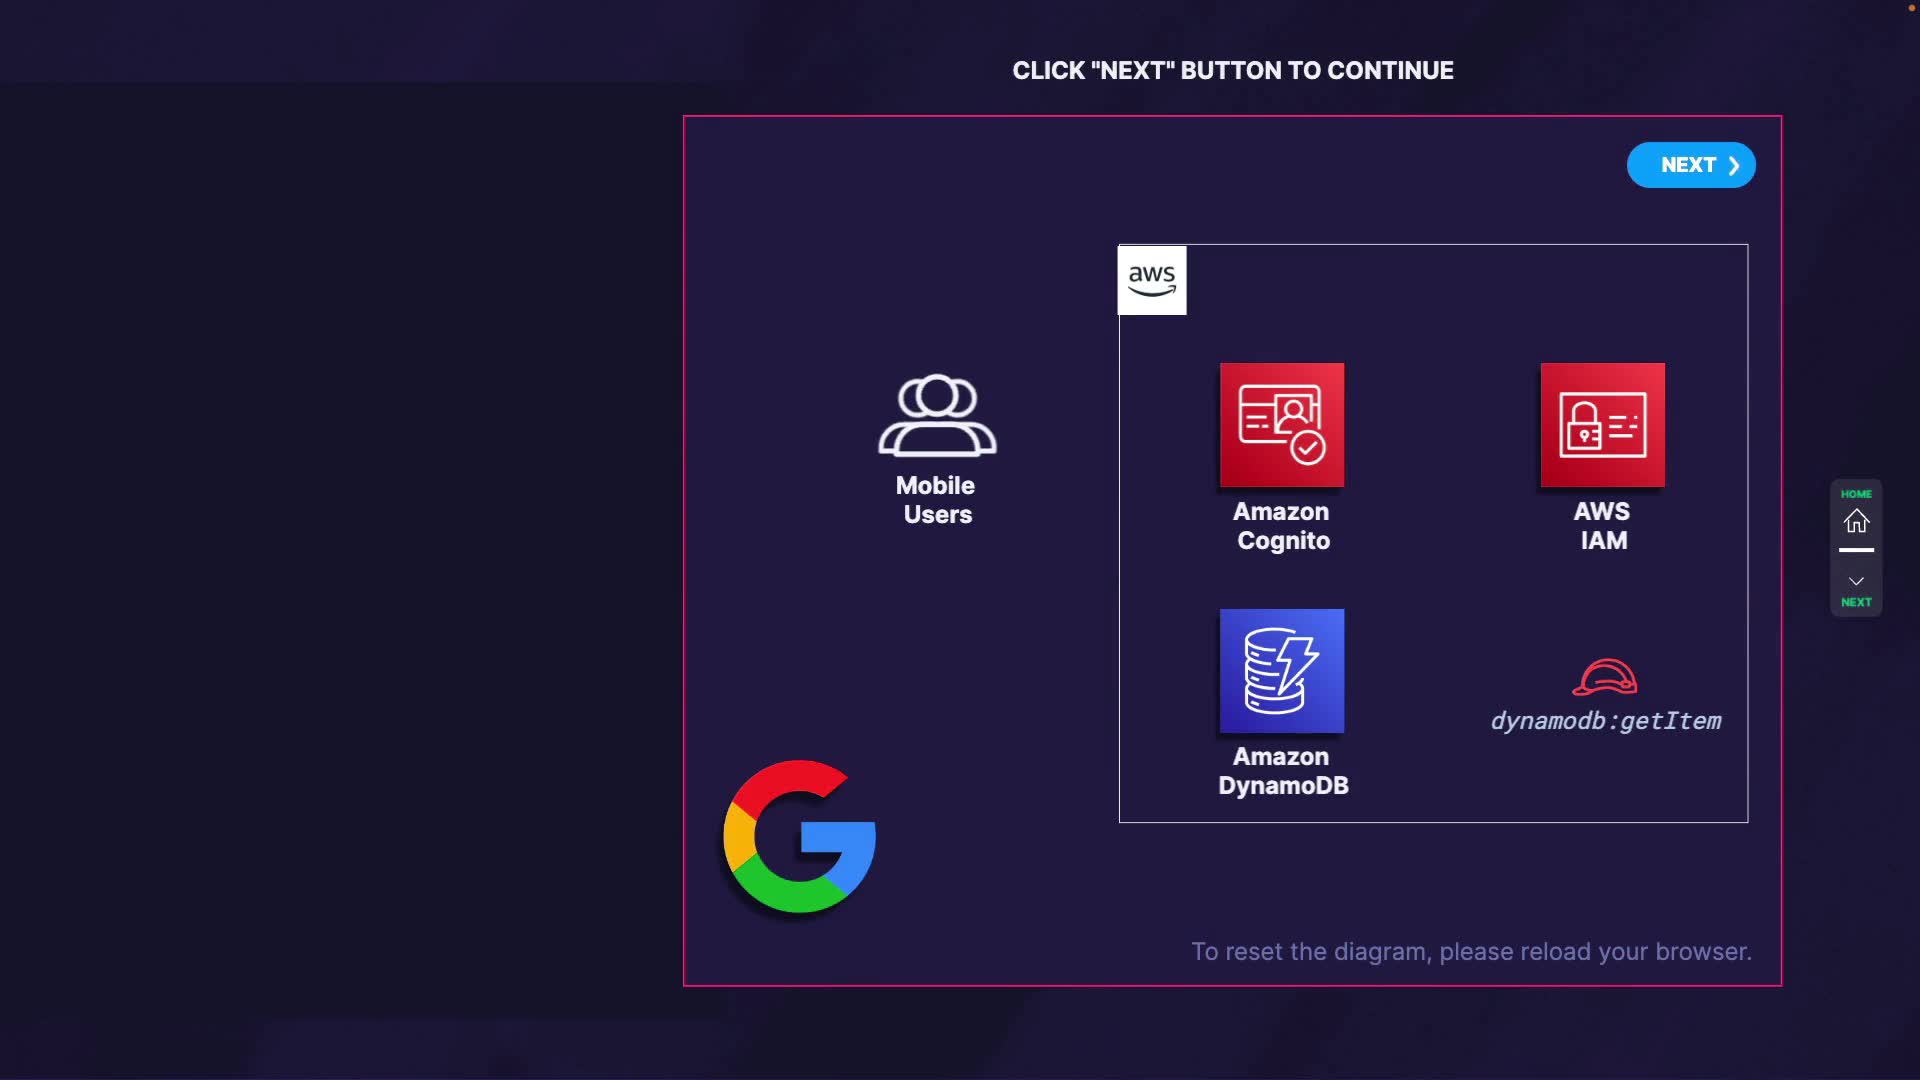 CLICK "NEXT" BUTTON TO CONTINUE
NEXT
aws
Mobile
Users
Amazon
Cognito
AWS
IAM
Amazon
DynamoDB
dynamodb:getItem
To reset the diagram, please reload your browser.
HOME
NEXT